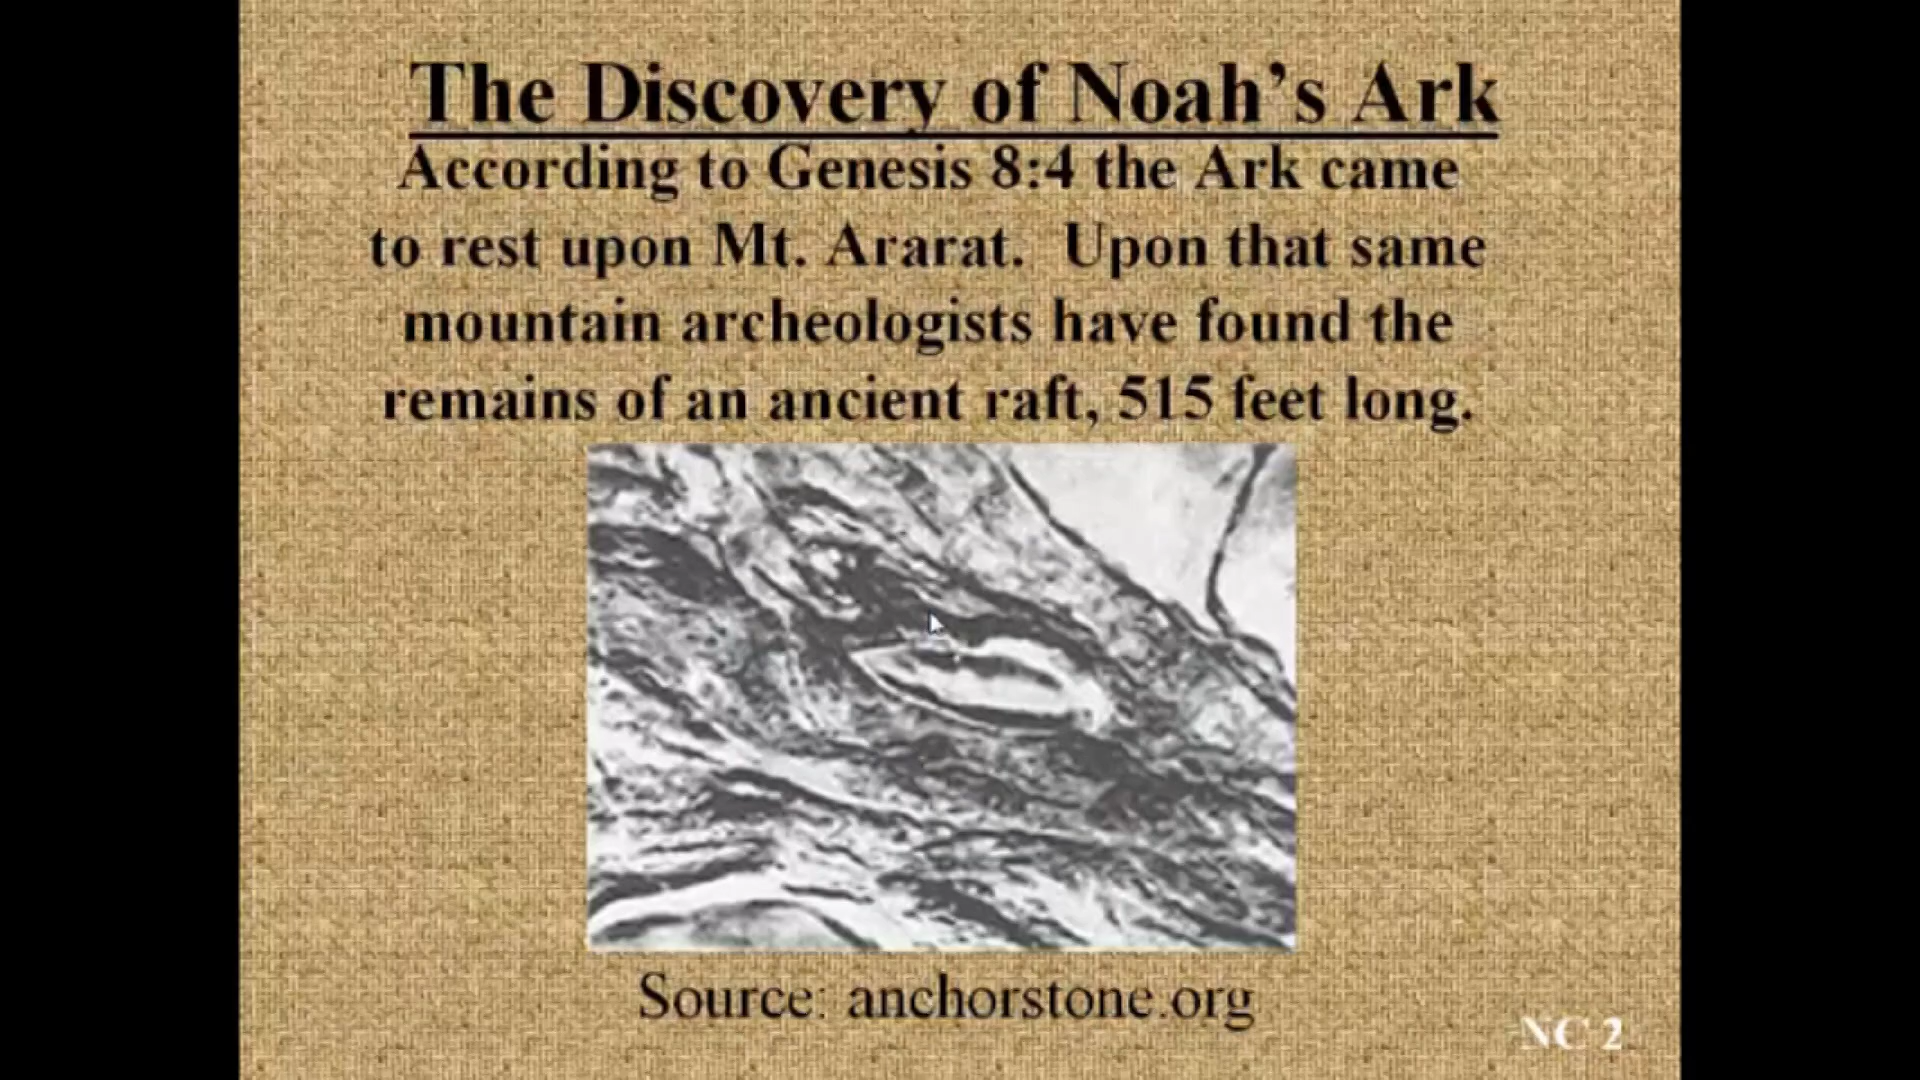 The Discovery of Noah's Ark
According to Genesis 8:4 the Ark came
to rest upon Mt. Ararat.  Upon that same
mountain archeologists have found the
remains of an ancient raft, 515 feet long.
Source: anchorstone.org
NC 2